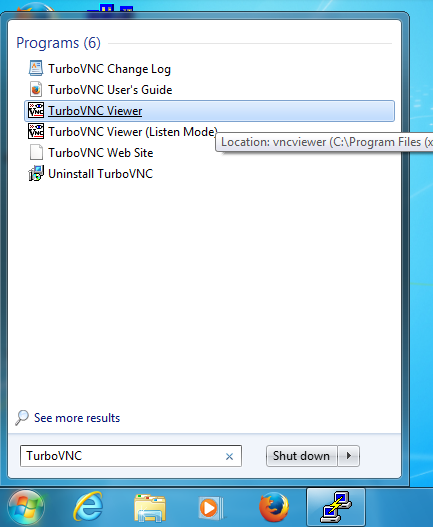 Programs (6)
TurboVNC Change Log
TurboVNC User's Guide
TurboVNC Viewer
TurboVNC Viewer (Listen Mode)
Location: vncviewer (C:\Program Files (x
TurboVNC Web Site
Uninstall TurboVNC
See more results
TurboVNC
Shut down